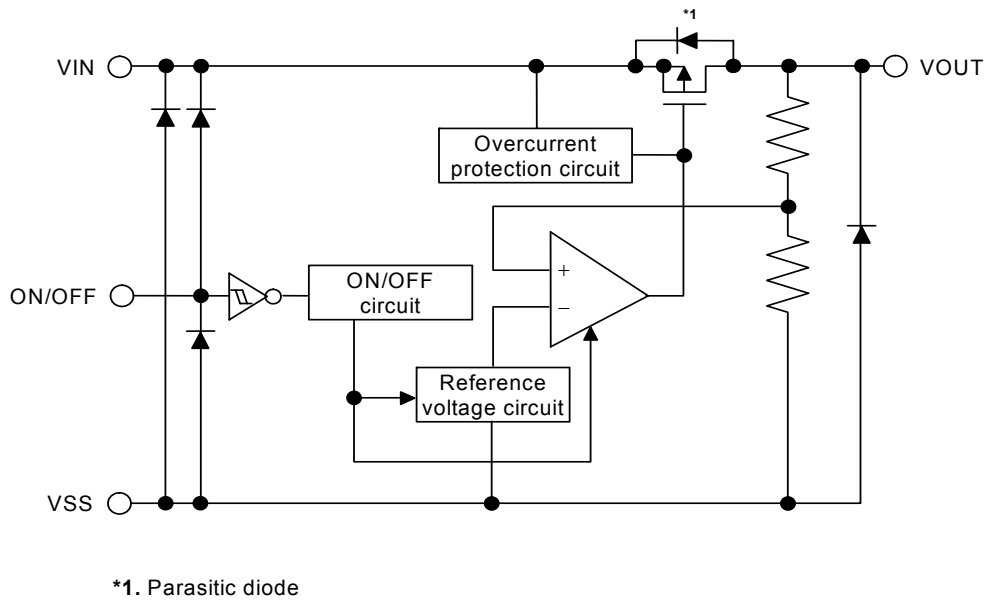 *1
VIN
VOUT
Overcurrent
protection circuit
+
−
ON/OFF
ON/OFF
circuit
Reference
voltage circuit
VSS
*1. Parasitic diode